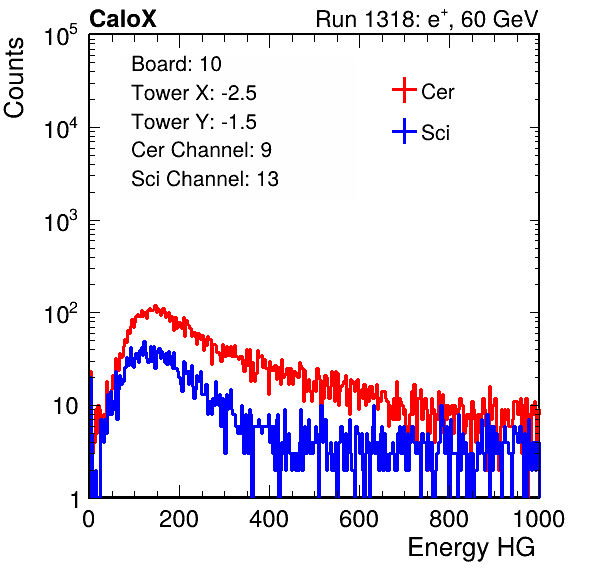 CaloX Run 1318: e⁺, 60 GeV
Board: 10
Tower X: -2.5
Tower Y: -1.5
Cer Channel: 9
Sci Channel: 13
Cer
Sci
Counts
10⁵
10⁴
10³
10²
10
1
0 200 400 600 800 1000
Energy HG